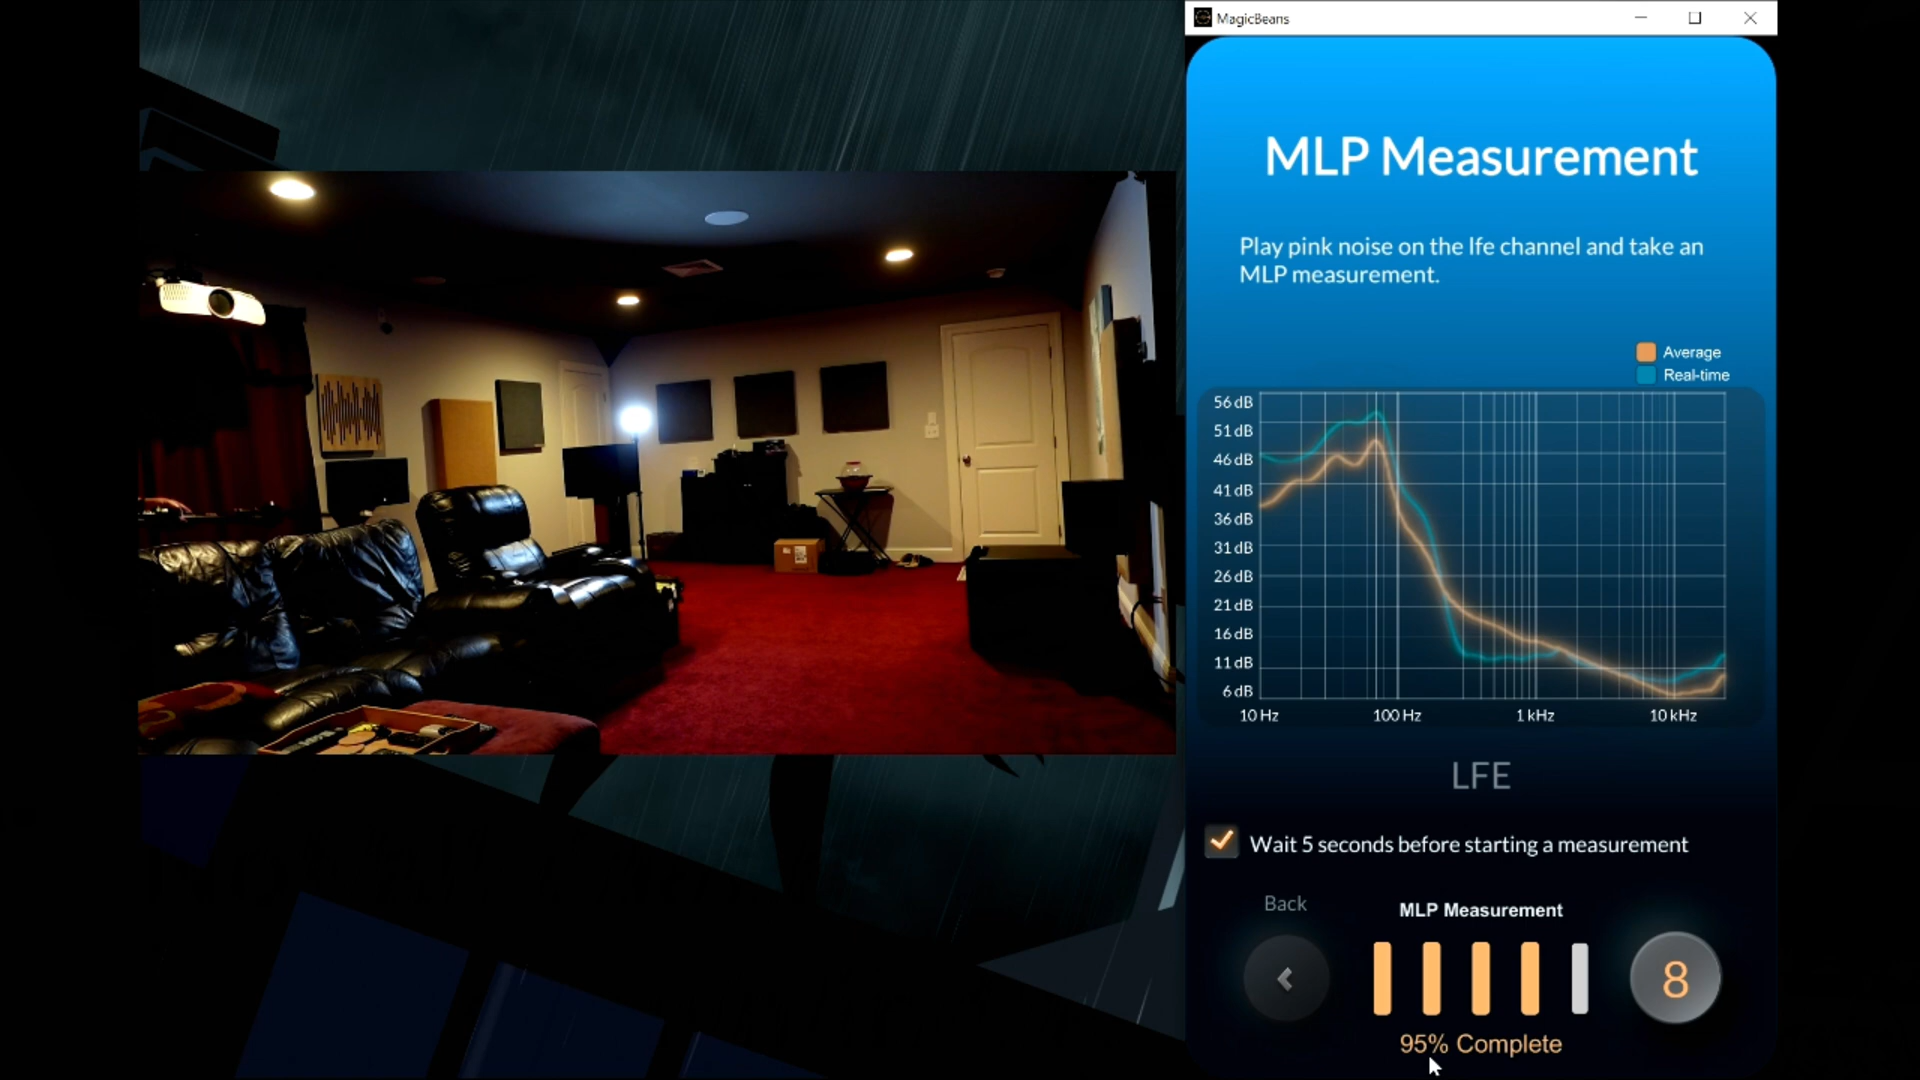 MagicBeans
MLP Measurement
Play pink noise on the lfe channel and take an
MLP measurement.
Average
Real-time
56 dB
51 dB
46 dB
41 dB
36 dB
31 dB
26 dB
21 dB
16 dB
11 dB
6 dB
10 Hz 100 Hz 1 kHz 10 kHz
LFE
Wait 5 seconds before starting a measurement
Back
MLP Measurement
8
95% Complete